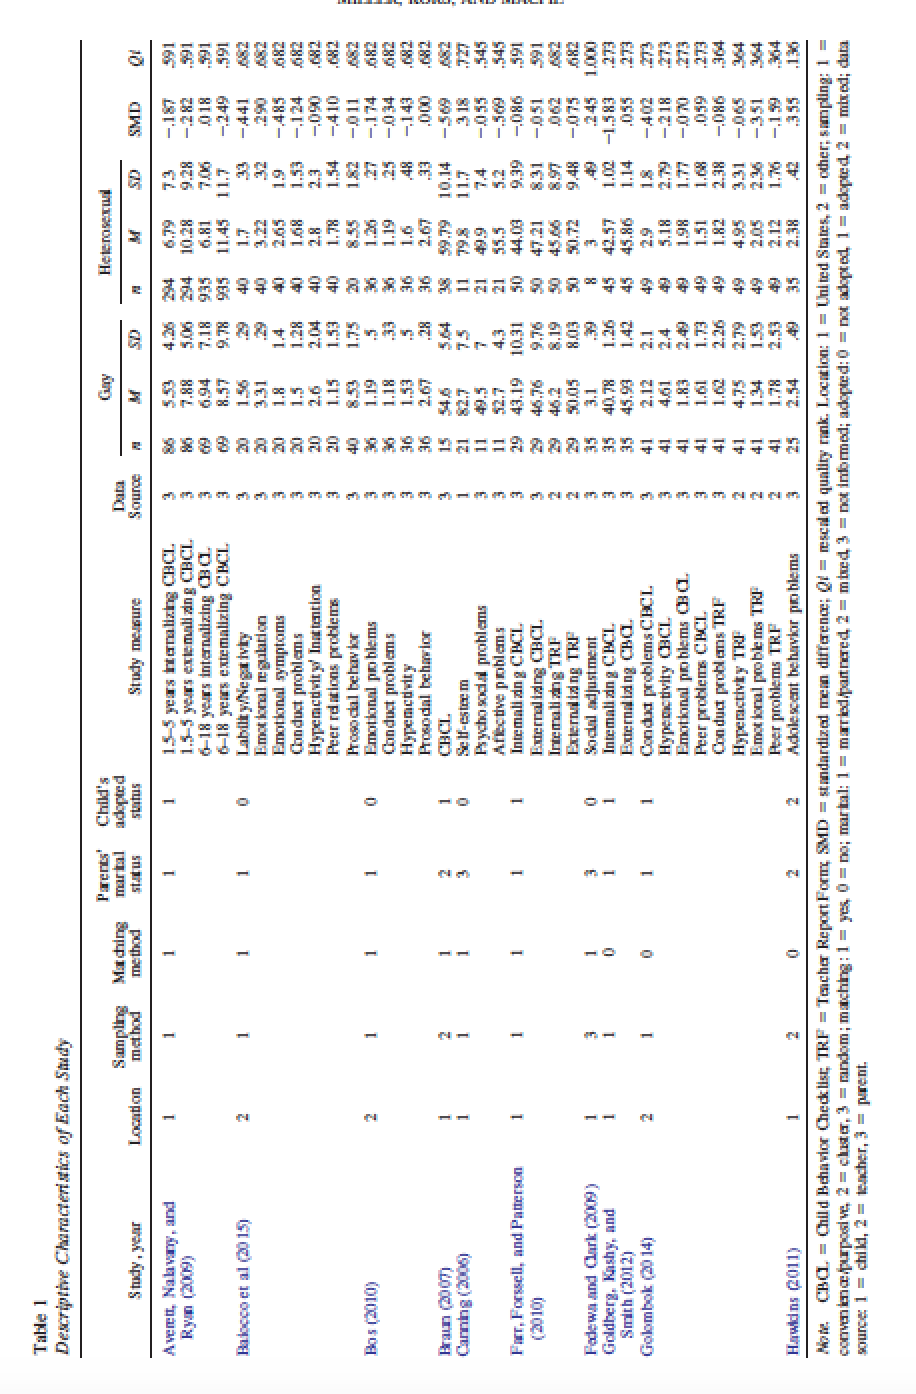 MILLER, KORS, AND MACFIE
Table 1
Descriptive Characteristics of Each Study
Gay Heterosexual
Study, year Location Sampling method Matching method Parents' marital status Child's adopted status Study measure Data Source n M SD n M SD SMD QI
Averett, Nalavany, and 1 1 1 1 1 1.5–5 years internalizing CBCL 3 86 5.53 4.26 294 6.79 7.3 −.187 .591
Ryan (2009) 1.5–5 years externalizing CBCL 3 86 7.88 5.06 294 10.28 9.28 −.282 .591
6–18 years internalizing CBCL 3 69 6.94 7.18 935 6.81 7.06 .018 .591
6–18 years externalizing CBCL 3 69 8.57 9.78 935 11.45 11.7 −.249 .591
Baiocco et al (2015) 2 1 1 1 0 Lability/Negativity 3 20 1.56 .29 40 1.7 .33 −.441 .682
Emotional regulation 3 20 3.31 .29 40 3.22 .32 .290 .682
Emotional symptoms 3 20 1.8 1.4 40 2.65 1.9 −.485 .682
Conduct problems 3 20 1.5 1.28 40 1.68 1.53 −.124 .682
Hyperactivity/ Inattention 3 20 2.6 2.04 40 2.8 2.3 −.090 .682
Peer relations problems 3 20 1.15 1.53 40 1.78 1.54 −.410 .682
Prosocial behavior 3 40 8.53 1.75 20 8.55 1.82 −.011 .682
Bos (2010) 2 1 1 1 0 Emotional problems 3 36 1.19 .5 36 1.26 .27 −.174 .682
Conduct problems 3 36 1.18 .33 36 1.19 .25 −.034 .682
Hyperactivity 3 36 1.53 .5 36 1.6 .48 −.143 .682
Prosocial behavior 3 36 2.67 .28 36 2.67 .33 .000 .682
Braun (2007) 1 2 1 2 1 CBCL 3 15 54.6 5.64 38 59.79 10.14 −.569 .682
Canning (2006) 1 1 1 3 0 Self-esteem 1 21 82.7 7.5 11 79.8 11.7 .318 .727
Psychosocial problems 3 11 49.5 7 21 49.9 7.4 −.055 .545
Affective problems 3 11 52.7 4.3 21 55.5 5.2 −.569 .545
Farr, Forssell, and Patterson 1 1 1 1 1 Internalizing CBCL 3 29 43.19 10.31 50 44.03 9.39 −.086 .591
(2010) Externalizing CBCL 3 29 46.76 9.76 50 47.21 8.31 −.051 .591
Internalizing TRF 2 29 46.2 8.19 50 45.66 8.97 .062 .682
Externalizing TRF 2 29 50.05 8.03 50 50.72 9.48 −.075 .682
Fedewa and Clark (2009) 1 3 1 3 0 Social adjustment 3 35 3.1 .39 8 3 .49 .245 1.000
Goldberg, Kashy, and 1 1 0 1 1 Internalizing CBCL 3 35 40.78 1.26 45 42.57 1.02 −1.583 .273
Smith (2012) Externalizing CBCL 3 35 45.93 1.42 45 45.86 1.14 .055 .273
Golombok (2014) 2 1 0 1 1 Conduct problems CBCL 3 41 2.12 2.1 49 2.9 1.8 −.402 .273
Hyperactivity CBCL 3 41 4.61 2.4 49 5.18 2.79 −.218 .273
Emotional problems CBCL 3 41 1.83 2.49 49 1.98 1.77 −.070 .273
Peer problems CBCL 3 41 1.61 1.73 49 1.51 1.68 .059 .273
Conduct problems TRF 3 41 1.62 2.26 49 1.82 2.38 −.086 .364
Hyperactivity TRF 2 41 4.75 2.79 49 4.95 3.31 −.065 .364
Emotional problems TRF 2 41 1.34 1.53 49 2.05 2.36 −.351 .364
Peer problems TRF 2 41 1.78 2.53 49 2.12 1.76 −.159 .364
Hawkins (2011) 1 2 0 2 2 Adolescent behavior problems 3 25 2.54 .49 35 2.38 .42 .355 .136
Note. CBCL = Child Behavior Checklist; TRF = Teacher Report Form; SMD = standardized mean difference; QI = rescaled quality rank. Location: 1 = United States, 2 = other; sampling: 1 =
convenience/purposive, 2 = cluster, 3 = random; matching: 1 = yes, 0 = no; marital: 1 = married/partnered, 2 = mixed, 3 = not informed; adopted: 0 = not adopted, 1 = adopted, 2 = mixed; data
source: 1 = child, 2 = teacher, 3 = parent.